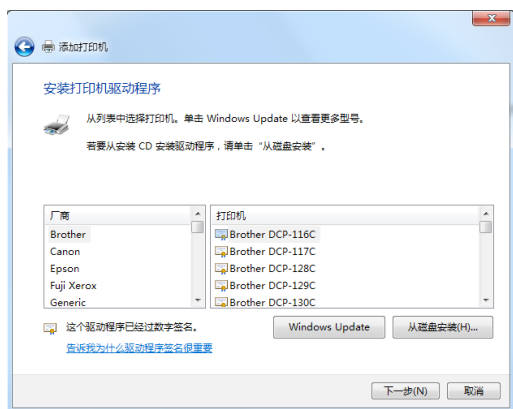 添加打印机
安装打印机驱动程序
从列表中选择打印机。单击 Windows Update 以查看更多型号。
若要从安装 CD 安装驱动程序，请单击“从磁盘安装”。
厂商
Brother
Canon
Epson
Fuji Xerox
Generic
打印机
Brother DCP-116C
Brother DCP-117C
Brother DCP-128C
Brother DCP-129C
Brother DCP-130C
这个驱动程序已经过数字签名。
告诉我为什么驱动程序签名很重要
Windows Update
从磁盘安装(H)...
下一步(N)
取消